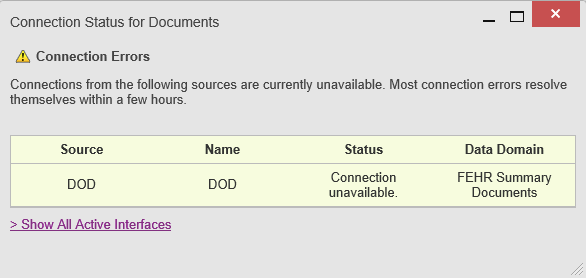 Connection Status for Documents
Connection Errors
Connections from the following sources are currently unavailable. Most connection errors resolve
themselves within a few hours.
Source Name Status Data Domain
DOD DOD Connection unavailable. FEHR Summary Documents
> Show All Active Interfaces